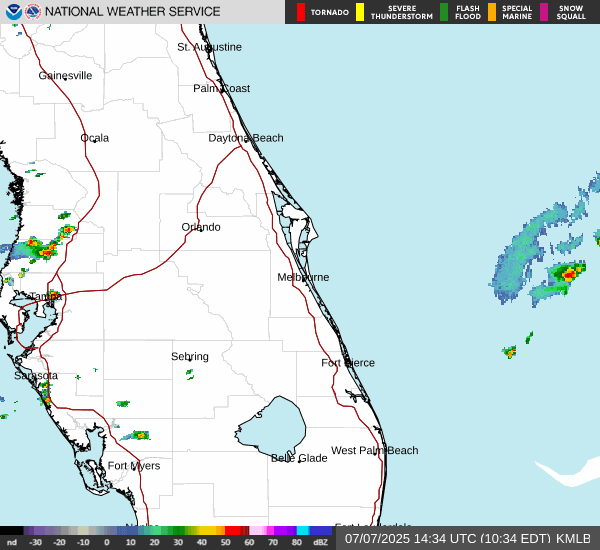 NATIONAL WEATHER SERVICE
TORNADO
SEVERE THUNDERSTORM
FLASH FLOOD
SPECIAL MARINE
SNOW SQUALL
St. Augustine
Gainesville
Palm Coast
Ocala
Daytona Beach
Orlando
Melbourne
Tampa
Sebring
Fort Pierce
Sarasota
West Palm Beach
Belle Glade
Fort Myers
nd -30 -20 -10 0 10 20 30 40 50 60 70 80 dBZ
07/07/2025 14:34 UTC (10:34 EDT) KMLB